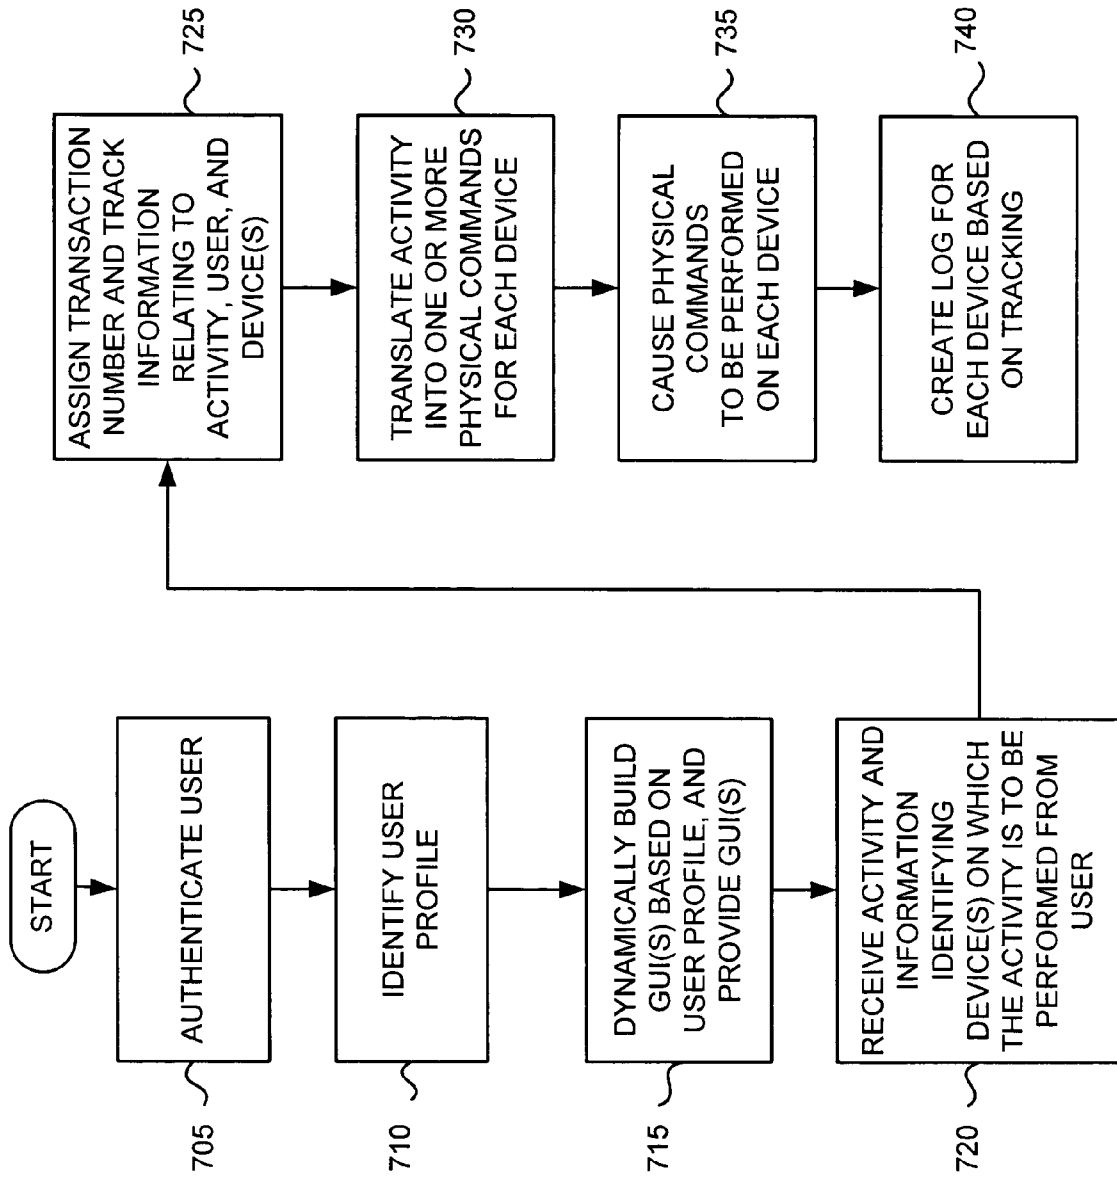 START
AUTHENTICATE USER
705
IDENTIFY USER
PROFILE
710
DYNAMICALLY BUILD
GUI(S) BASED ON
USER PROFILE, AND
PROVIDE GUI(S)
715
RECEIVE ACTIVITY AND
INFORMATION
IDENTIFYING
DEVICE(S) ON WHICH
THE ACTIVITY IS TO BE
PERFORMED FROM
USER
720
ASSIGN TRANSACTION
NUMBER AND TRACK
INFORMATION
RELATING TO
ACTIVITY, USER, AND
DEVICE(S)
725
TRANSLATE ACTIVITY
INTO ONE OR MORE
PHYSICAL COMMANDS
FOR EACH DEVICE
730
CAUSE PHYSICAL
COMMANDS
TO BE PERFORMED
ON EACH DEVICE
735
CREATE LOG FOR
EACH DEVICE BASED
ON TRACKING
740